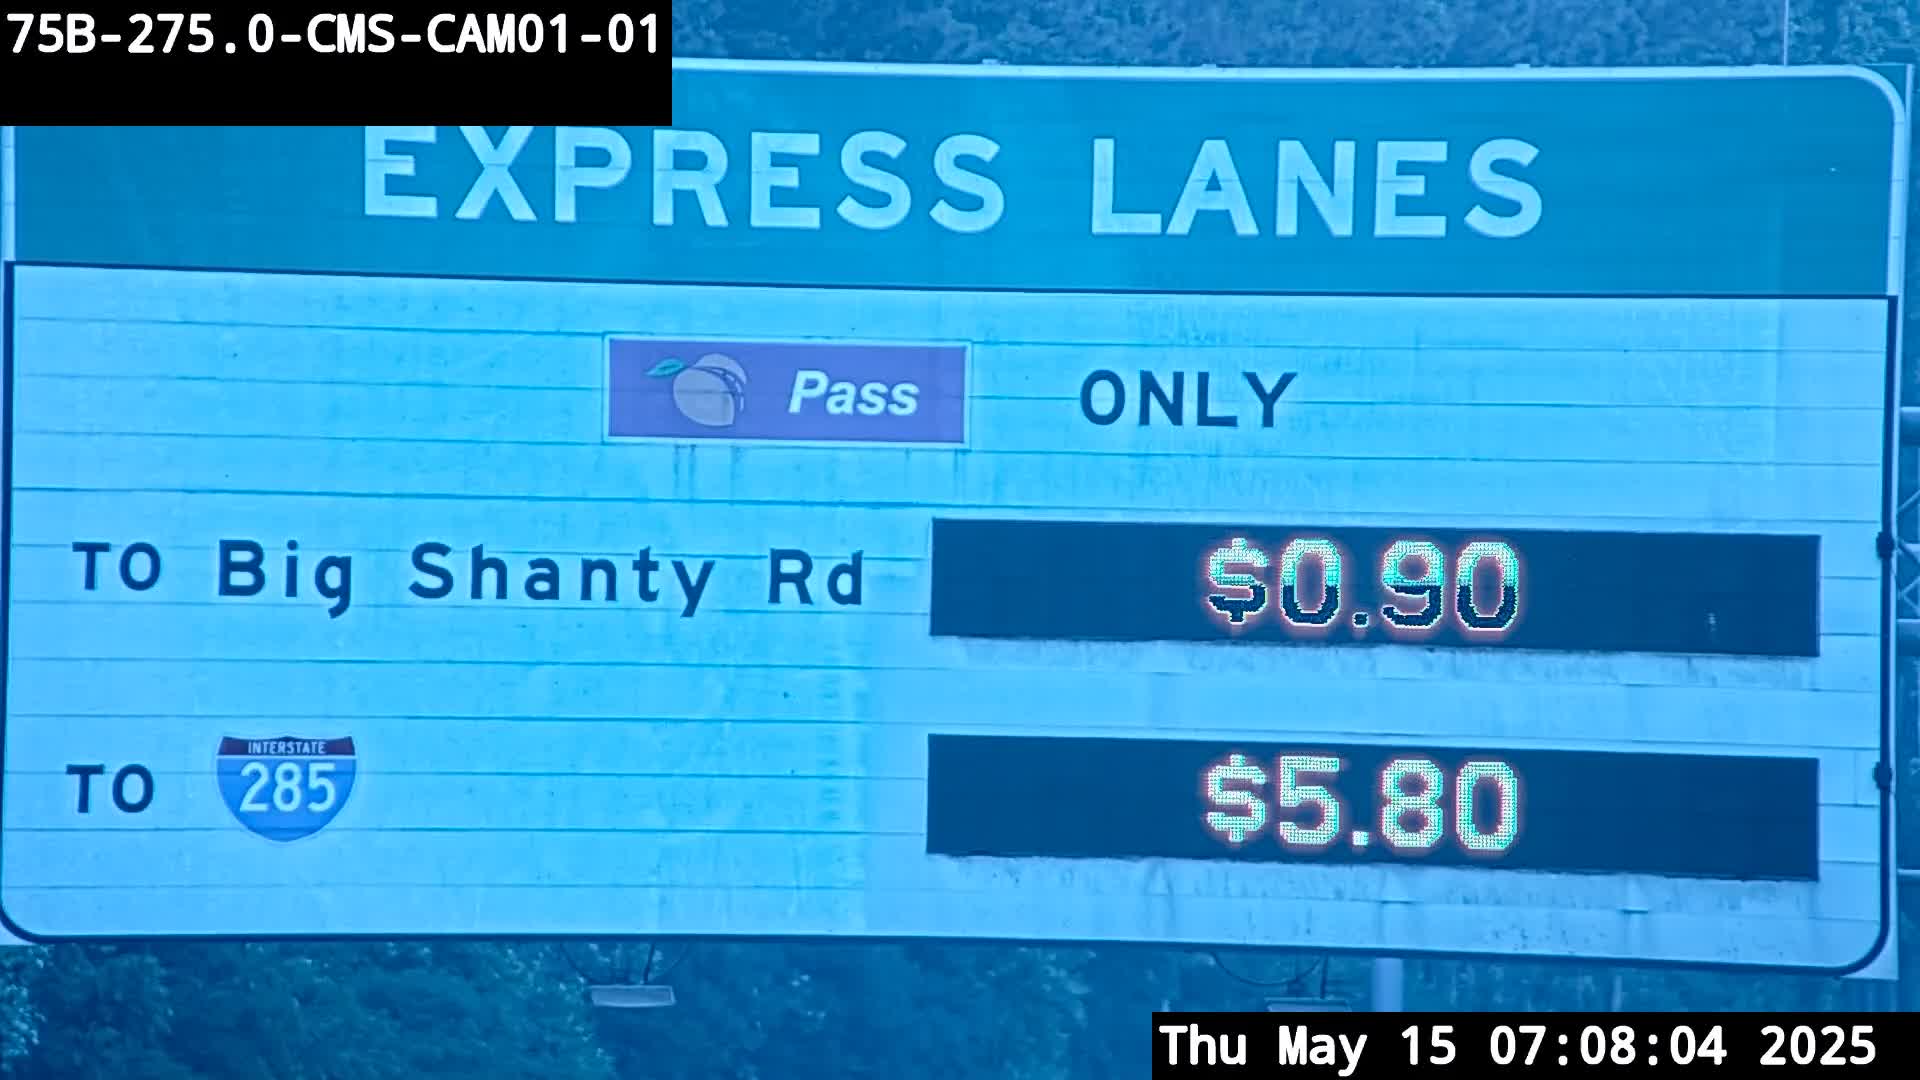 75B-275.0-CMS-CAM01-01
EXPRESS LANES
Pass ONLY
TO Big Shanty Rd $0.90
TO INTERSTATE 285 $5.80
Thu May 15 07:08:04 2025